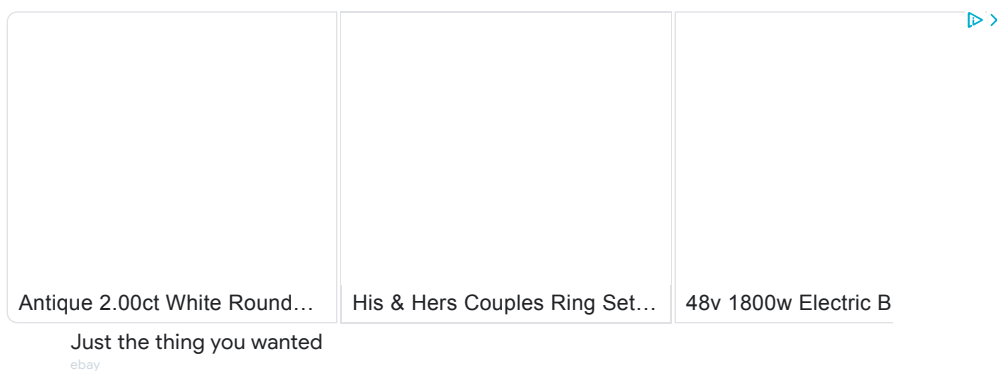 Antique 2.00ct White Round...
His & Hers Couples Ring Set...
48v 1800w Electric B
Just the thing you wanted
ebay